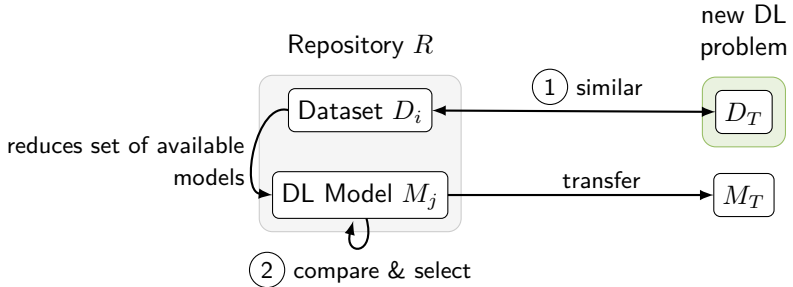 new DL
problem
Repository R
1 similar
Dataset D_i
D_T
reduces set of available
models
transfer
DL Model M_j
M_T
2 compare & select